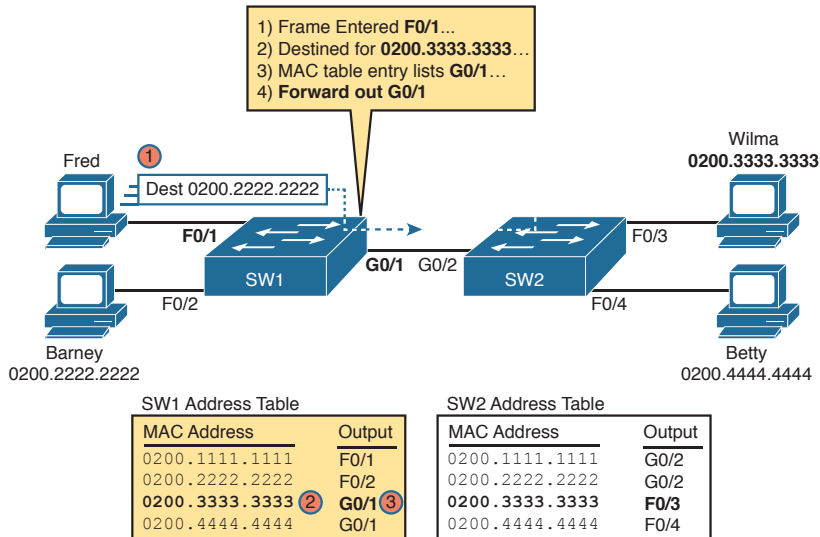 1) Frame Entered F0/1...
2) Destined for 0200.3333.3333...
3) MAC table entry lists G0/1...
4) Forward out G0/1
Fred
1
Dest 0200.2222.2222
Wilma
0200.3333.3333
F0/1
SW1
G0/1
G0/2
SW2
F0/3
F0/2
F0/4
Barney
0200.2222.2222
Betty
0200.4444.4444
SW1 Address Table
MAC Address Output
0200.1111.1111 F0/1
0200.2222.2222 F0/2
0200.3333.3333 2 G0/1 3
0200.4444.4444 G0/1
SW2 Address Table
MAC Address Output
0200.1111.1111 G0/2
0200.2222.2222 G0/2
0200.3333.3333 F0/3
0200.4444.4444 F0/4